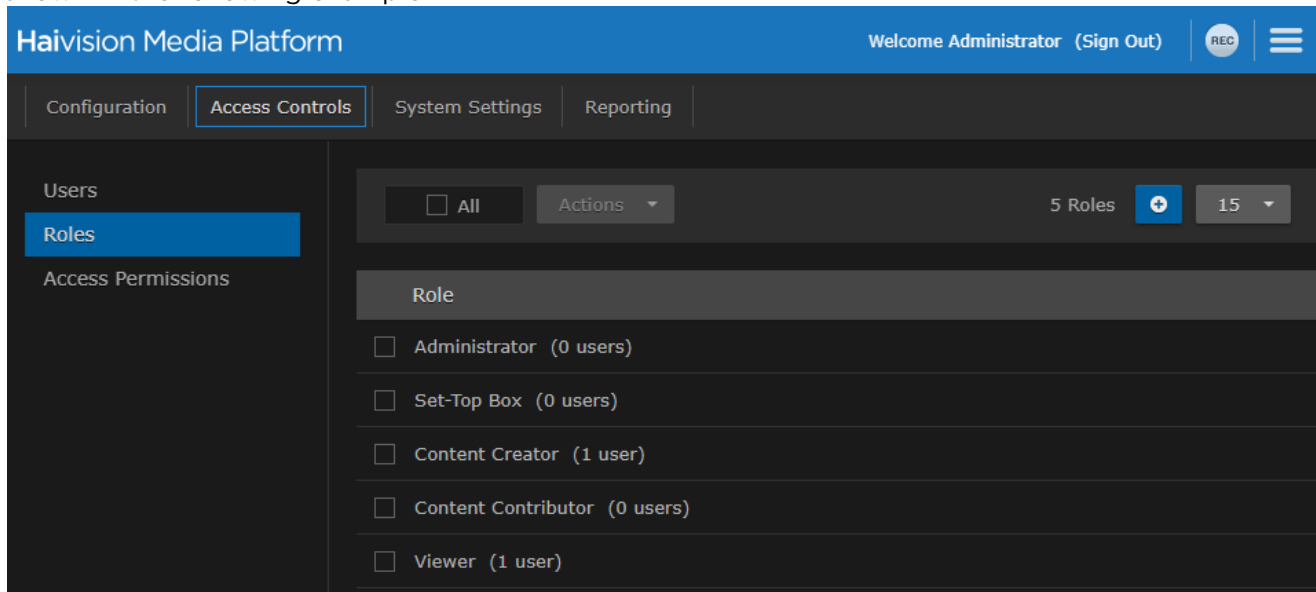 Haivision Media Platform
Welcome Administrator (Sign Out)
REC
Configuration
Access Controls
System Settings
Reporting
Users
Roles
Access Permissions
All
Actions
5 Roles
15
Role
Administrator (0 users)
Set-Top Box (0 users)
Content Creator (1 user)
Content Contributor (0 users)
Viewer (1 user)